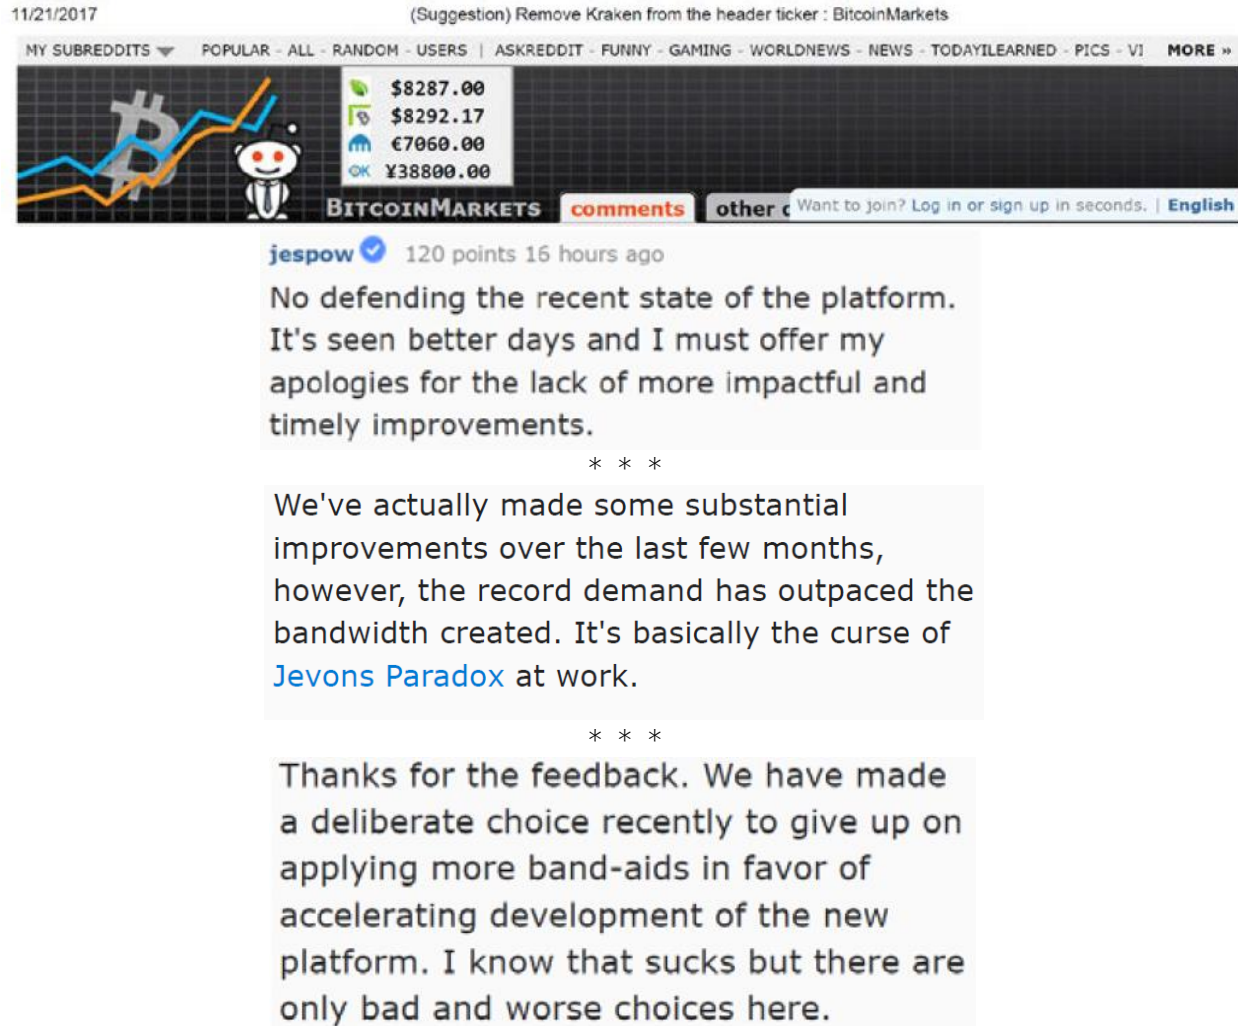 11/21/2017 (Suggestion) Remove Kraken from the header ticker : BitcoinMarkets
MY SUBREDDITS POPULAR - ALL - RANDOM - USERS | ASKREDDIT - FUNNY - GAMING - WORLDNEWS - NEWS - TODAYILEARNED - PICS - VI MORE »
$8287.00
$8292.17
€7060.00
OK ¥38800.00
BITCOINMARKETS comments other c Want to join? Log in or sign up in seconds. | English
jespow 120 points 16 hours ago
No defending the recent state of the platform.
It's seen better days and I must offer my
apologies for the lack of more impactful and
timely improvements.
* * *
We've actually made some substantial
improvements over the last few months,
however, the record demand has outpaced the
bandwidth created. It's basically the curse of
Jevons Paradox at work.
* * *
Thanks for the feedback. We have made
a deliberate choice recently to give up on
applying more band-aids in favor of
accelerating development of the new
platform. I know that sucks but there are
only bad and worse choices here.